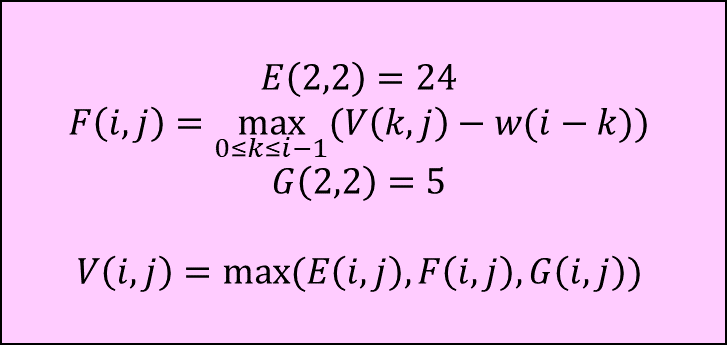 E(2,2) = 24
F(i,j) = max(V(k,j) − w(i − k))
0≤k≤i−1
G(2,2) = 5
V(i,j) = max(E(i,j),F(i,j),G(i,j))